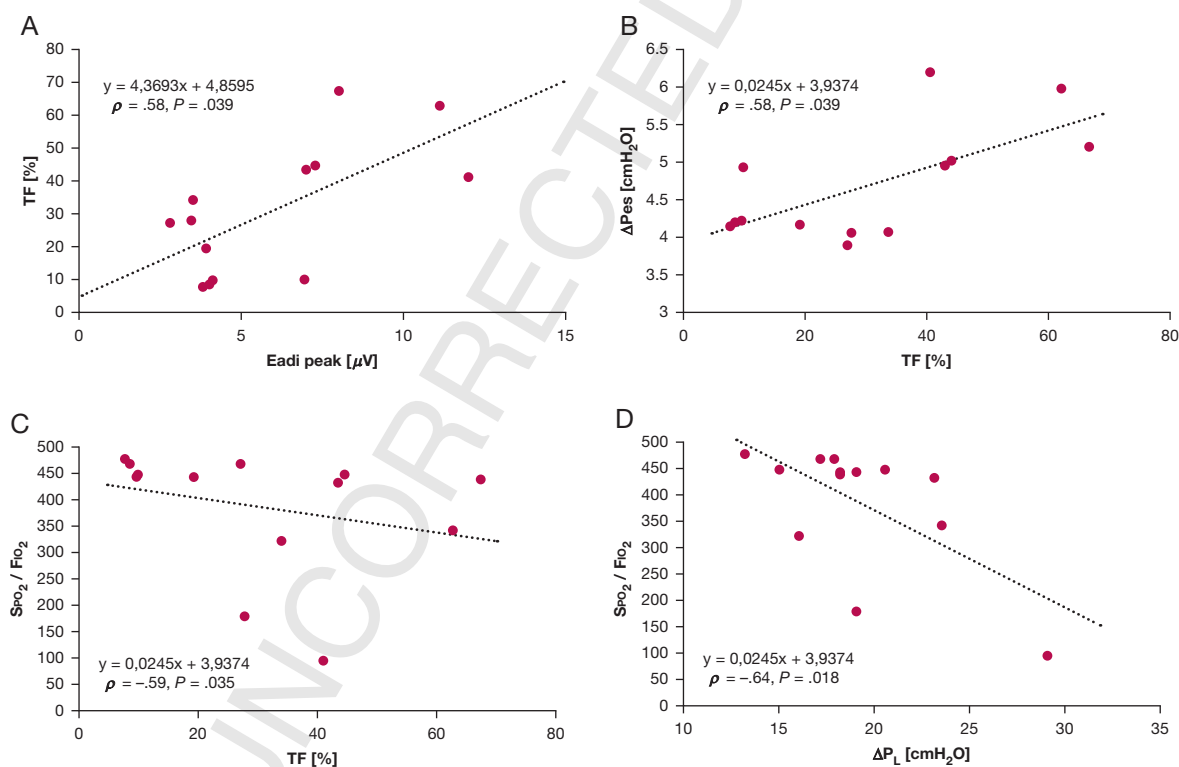 A
80
70
60
50
40
30
20
10
0
TF [%]
y = 4,3693x + 4,8595
ρ = .58, P = .039
0
5
10
15
Eadi peak [μV]
B
6.5
6
5.5
5
4.5
4
3.5
3
ΔPes [cmH2O]
y = 0,0245x + 3,9374
ρ = .58, P = .039
0
20
40
60
80
TF [%]
C
500
450
400
350
300
250
200
150
100
50
0
SPO2 / FIO2
y = 0,0245x + 3,9374
ρ = –.59, P = .035
0
20
40
60
80
TF [%]
D
500
450
400
350
300
250
200
150
100
50
0
SPO2 / FIO2
y = 0,0245x + 3,9374
ρ = –.64, P = .018
10
15
20
25
30
35
ΔPL [cmH2O]
UNCORRECTED